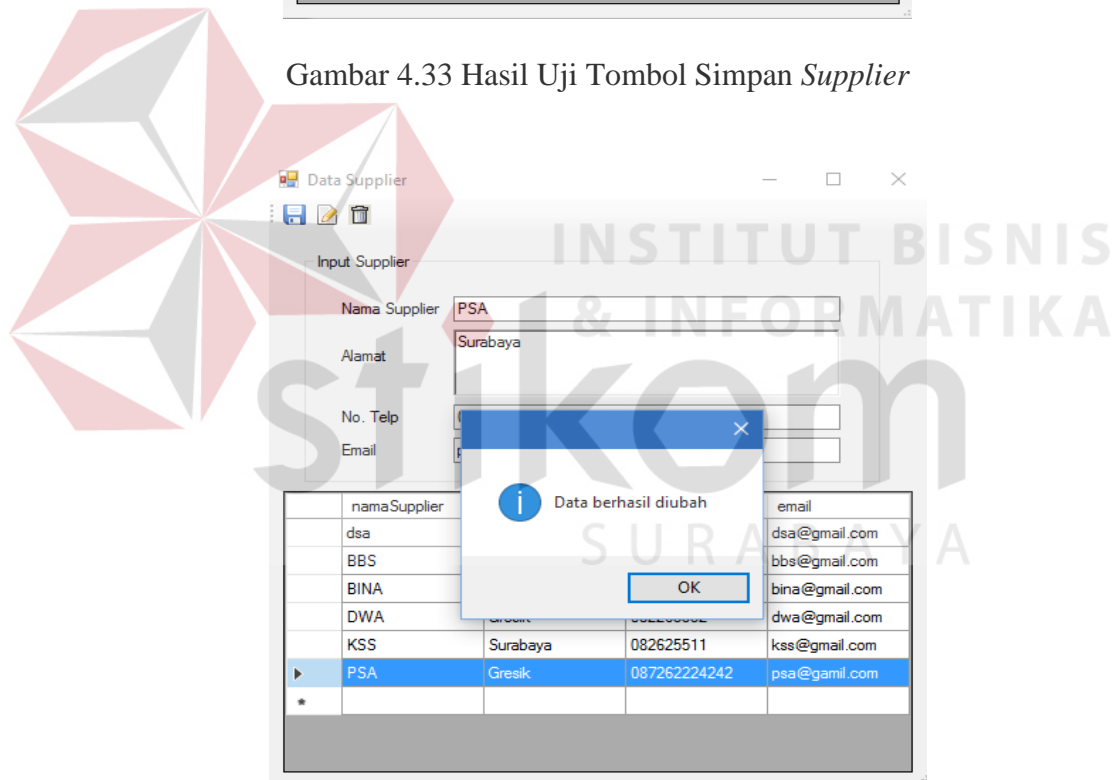 Gambar 4.33 Hasil Uji Tombol Simpan Supplier
Data Supplier
INSTITUT BISNIS
& INFORMATIKA
stikom
SURABAYA
Input Supplier
Nama Supplier PSA
Alamat Surabaya
No. Telp
Email
Data berhasil diubah
OK
namaSupplier email
dsa dsa@gmail.com
BBS bbs@gmail.com
BINA bina@gmail.com
DWA dwa@gmail.com
KSS Surabaya 082625511 kss@gmail.com
PSA Gresik 087262224242 psa@gamil.com